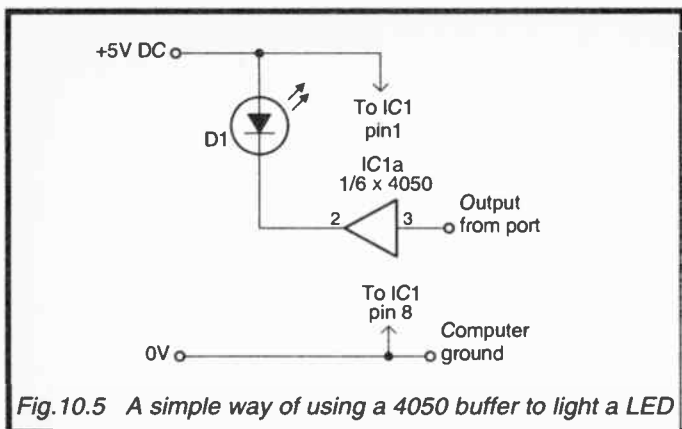 +5V DC
D1
To IC1
pin1
IC1a
1/6 x 4050
2
3
Output
from port
To IC1
pin 8
0V
Computer
ground
Fig.10.5 A simple way of using a 4050 buffer to light a LED